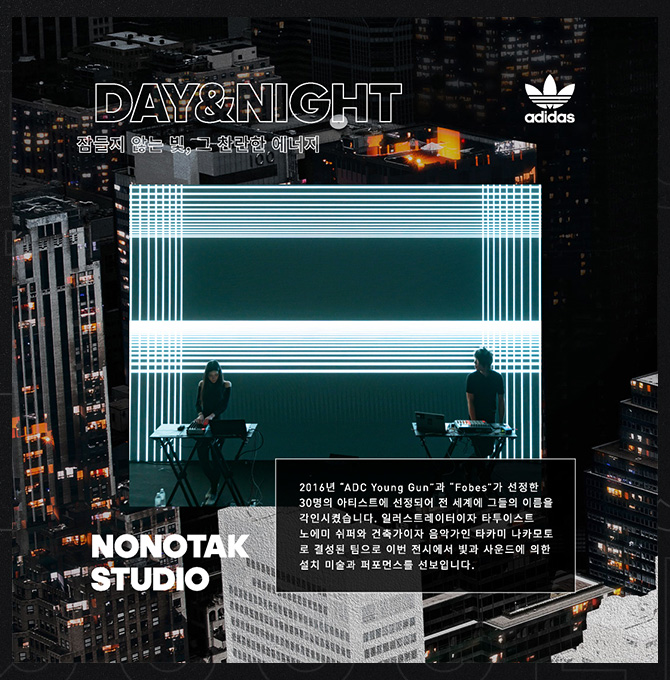 DAY&NIGHT
잠들지 않는 빛, 그 찬란한 에너지
adidas
2016년 "ADC Young Gun"과 "Fobes"가 선정한
30명의 아티스트에 선정되어 전 세계에 그들의 이름을
각인시켰습니다. 일러스트레이터이자 타투이스트
노에미 쉬퍼와 건축가이자 음악가인 타카미 나카모토
로 결성된 팀으로 이번 전시에서 빛과 사운드에 의한
설치 미술과 퍼포먼스를 선보입니다.
NONOTAK
STUDIO